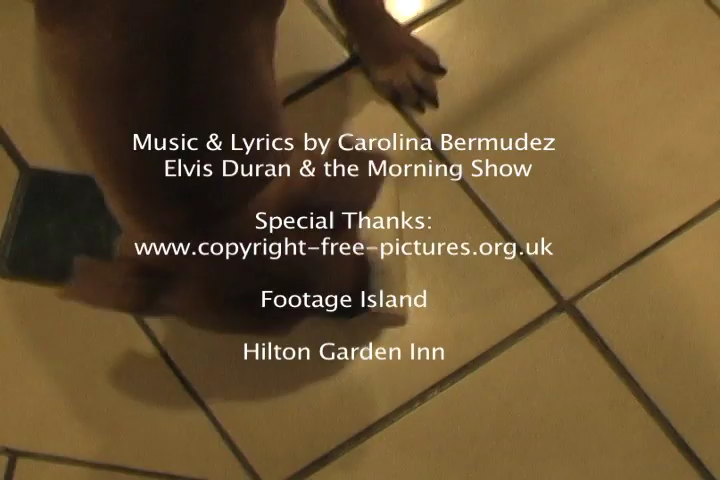 Music & Lyrics by Carolina Bermudez
Elvis Duran & the Morning Show
Special Thanks:
www.copyright-free-pictures.org.uk
Footage Island
Hilton Garden Inn